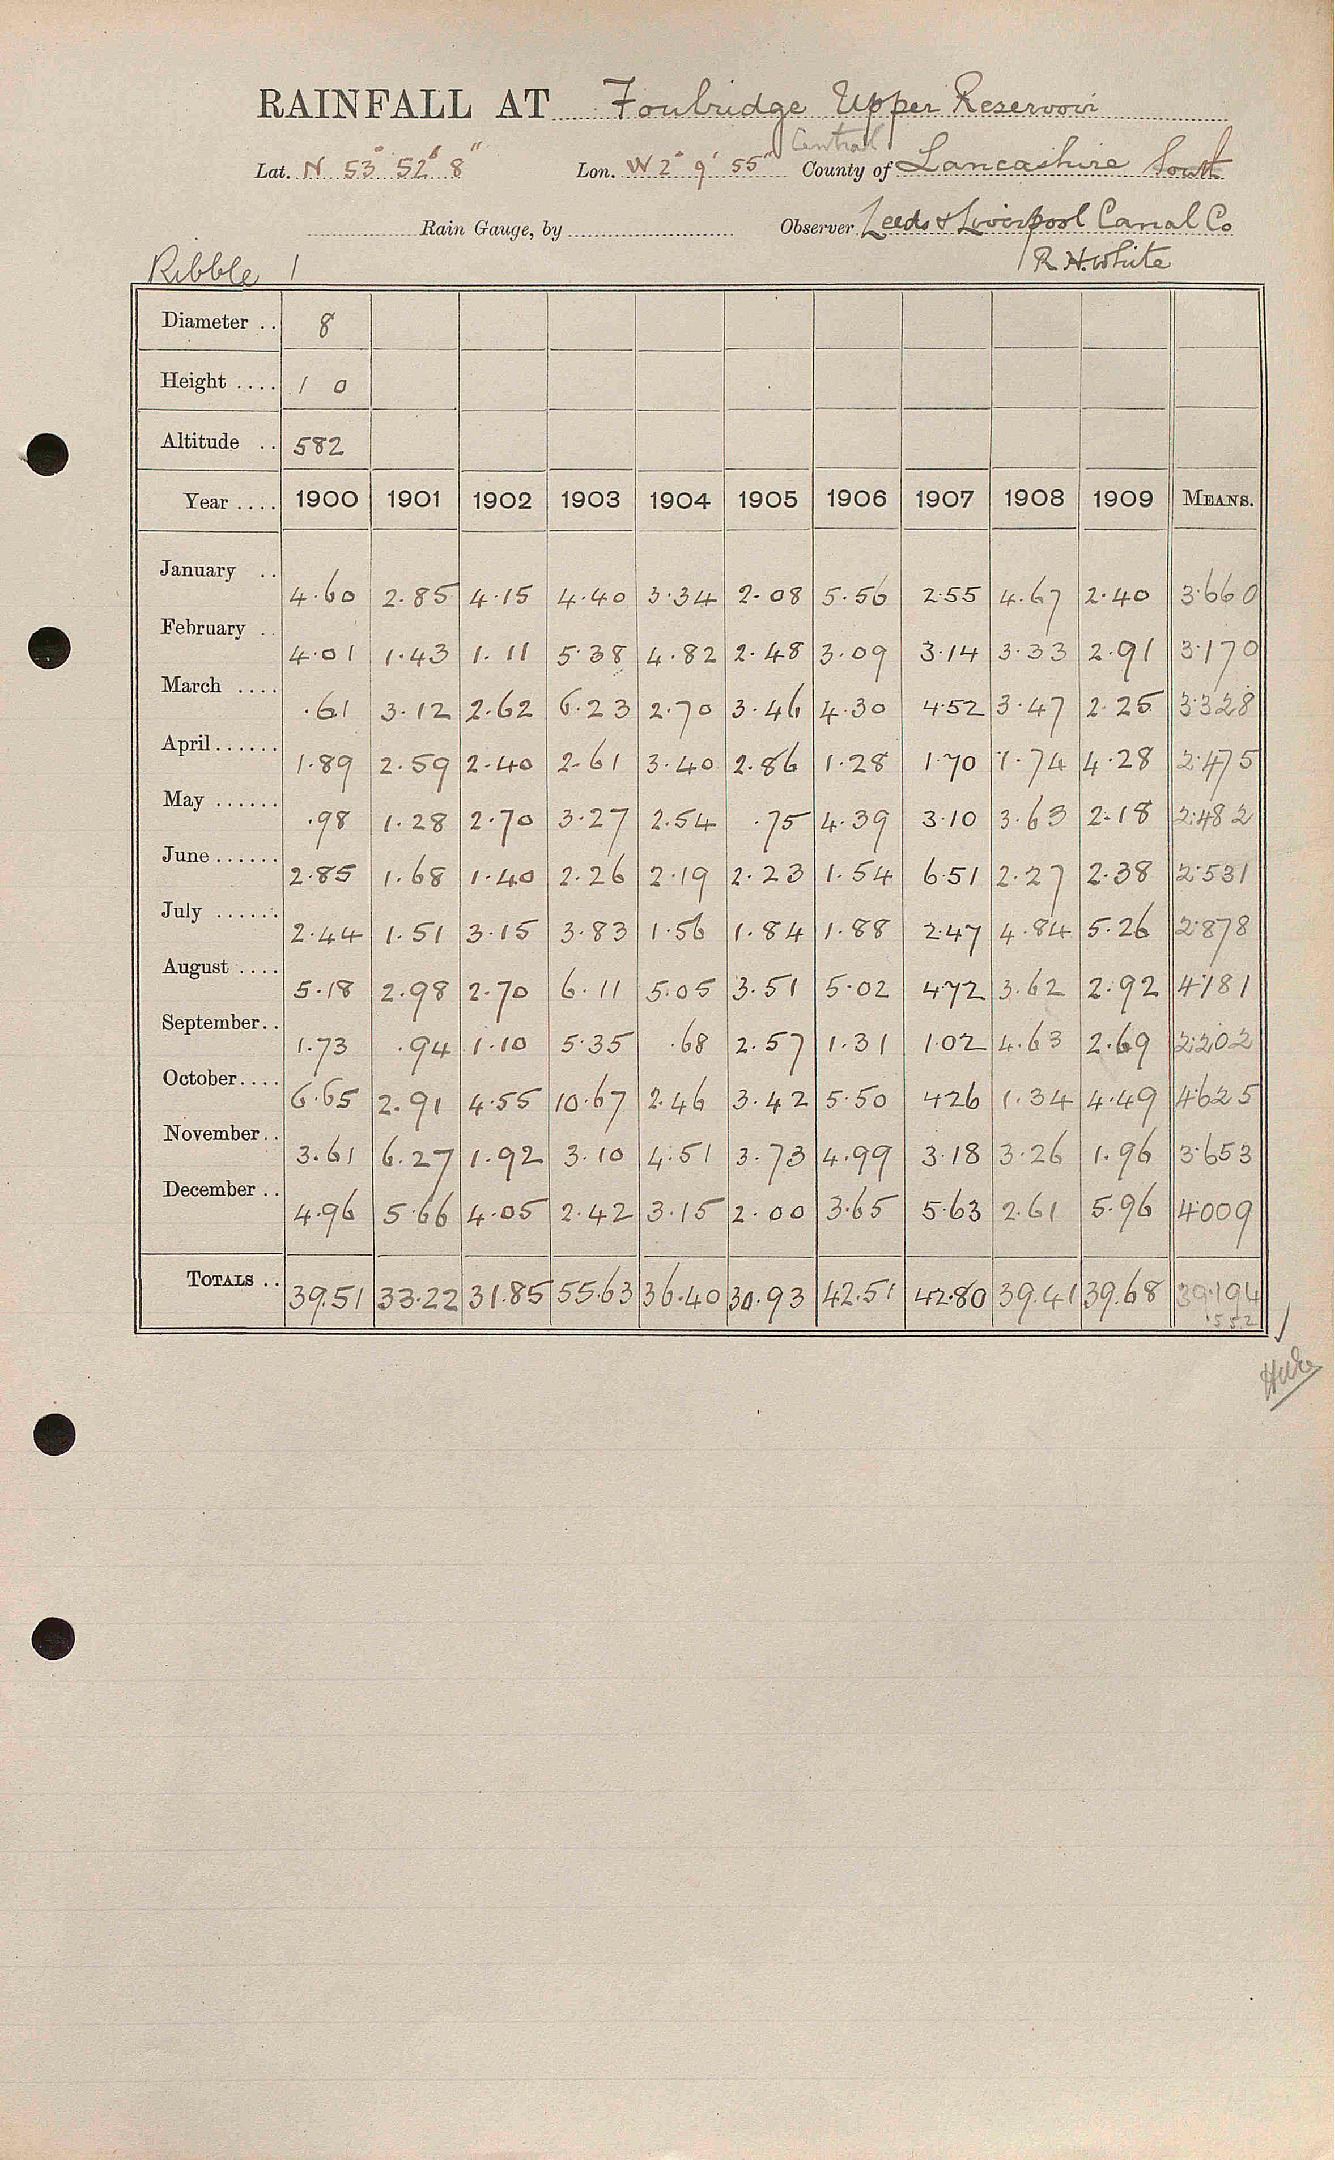 RAINFALL AT Foulridge Upper Reservoir
Central
Lat. N 53° 52' 8" Lon. W 2° 9' 55" County of Lancashire South
Rain Gauge, by Observer Leeds & Liverpool Canal Co
Ribble 1 R H. White
Diameter .. 8
Height .... 1 0
Altitude .. 582
Year .... 1900 1901 1902 1903 1904 1905 1906 1907 1908 1909 MEANS.
January .. 4.60 2.85 4.15 4.40 3.34 2.08 5.56 2.55 4.67 2.40 3.660
February .. 4.01 1.43 1.11 5.38 4.82 2.48 3.09 3.14 3.33 2.91 3.170
March .... .61 3.12 2.62 6.23 2.70 3.46 4.30 4.52 3.47 2.25 3.328
April...... 1.89 2.59 2.40 2.61 3.40 2.86 1.28 1.70 1.74 4.28 2.475
May ...... .98 1.28 2.70 3.27 2.54 .75 4.39 3.10 3.63 2.18 2.482
June...... 2.85 1.68 1.40 2.26 2.19 2.23 1.54 6.51 2.27 2.38 2.531
July ...... 2.44 1.51 3.15 3.83 1.56 1.84 1.88 2.47 4.84 5.26 2.878
August .... 5.18 2.98 2.70 6.11 5.05 3.51 5.02 4.72 3.62 2.92 4.181
September.. 1.73 .94 1.10 5.35 .68 2.57 1.31 1.02 4.63 2.69 2.202
October.... 6.65 2.91 4.55 10.67 2.46 3.42 5.50 4.26 1.34 4.49 4.625
November.. 3.61 6.27 1.92 3.10 4.51 3.73 4.99 3.18 3.26 1.96 3.653
December .. 4.96 5.66 4.05 2.42 3.15 2.00 3.65 5.63 2.61 5.96 4.009
TOTALS .. 39.51 33.22 31.85 55.63 36.40 30.93 42.51 42.80 39.41 39.68 39.194